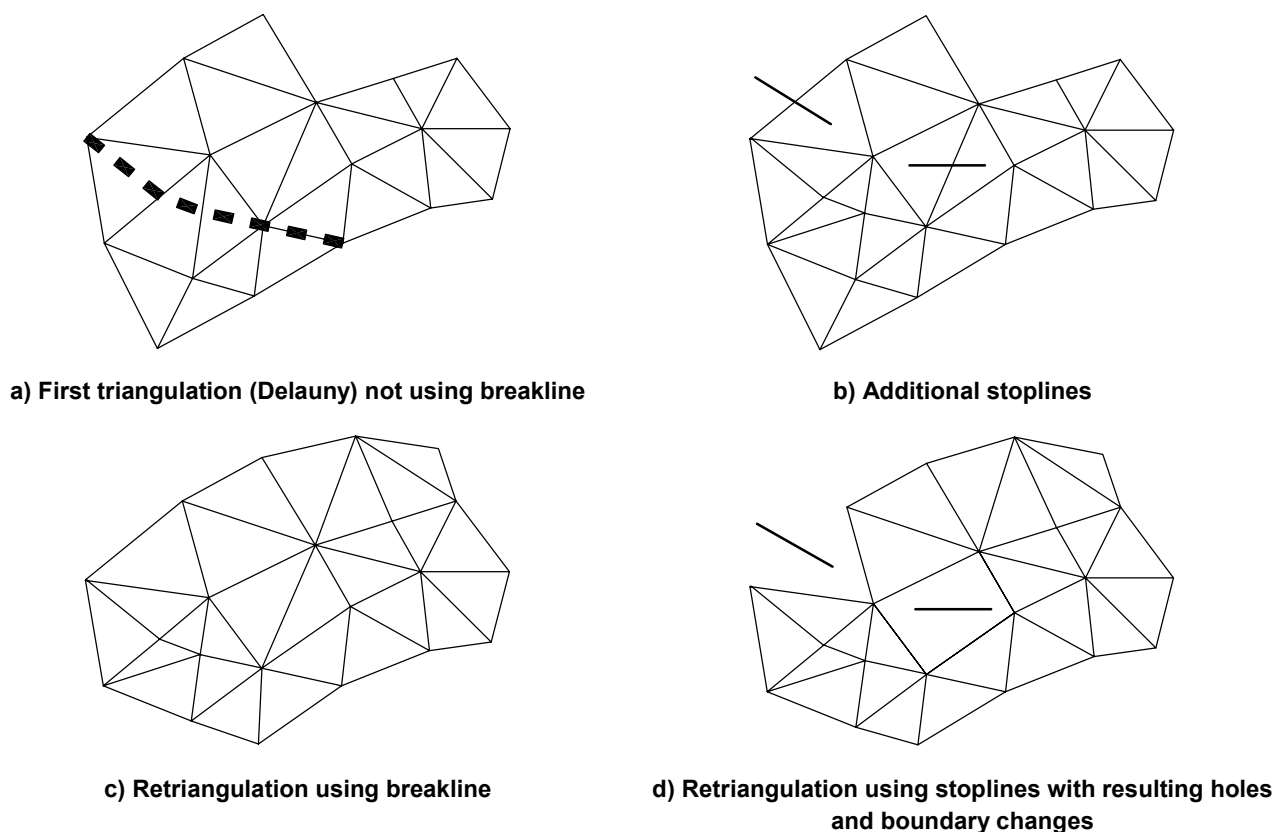 a) First triangulation (Delauny) not using breakline
b) Additional stoplines
c) Retriangulation using breakline
d) Retriangulation using stoplines with resulting holes
and boundary changes